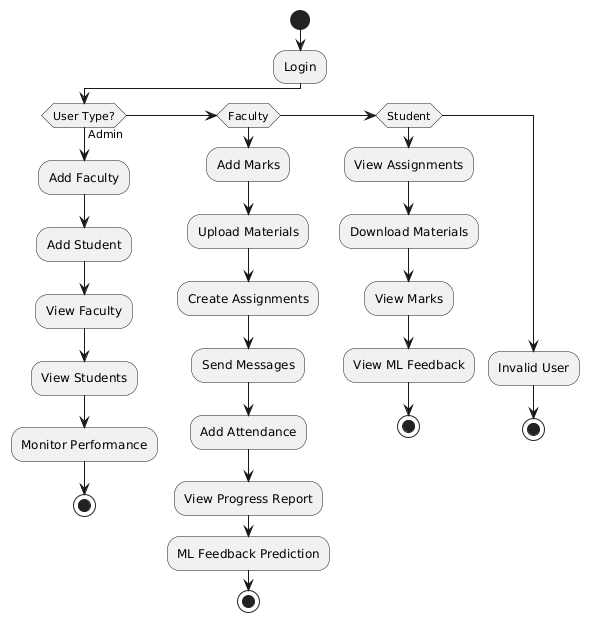 Login
User Type?
Admin
Add Faculty
Add Student
View Faculty
View Students
Monitor Performance
Faculty
Add Marks
Upload Materials
Create Assignments
Send Messages
Add Attendance
View Progress Report
ML Feedback Prediction
Student
View Assignments
Download Materials
View Marks
View ML Feedback
Invalid User